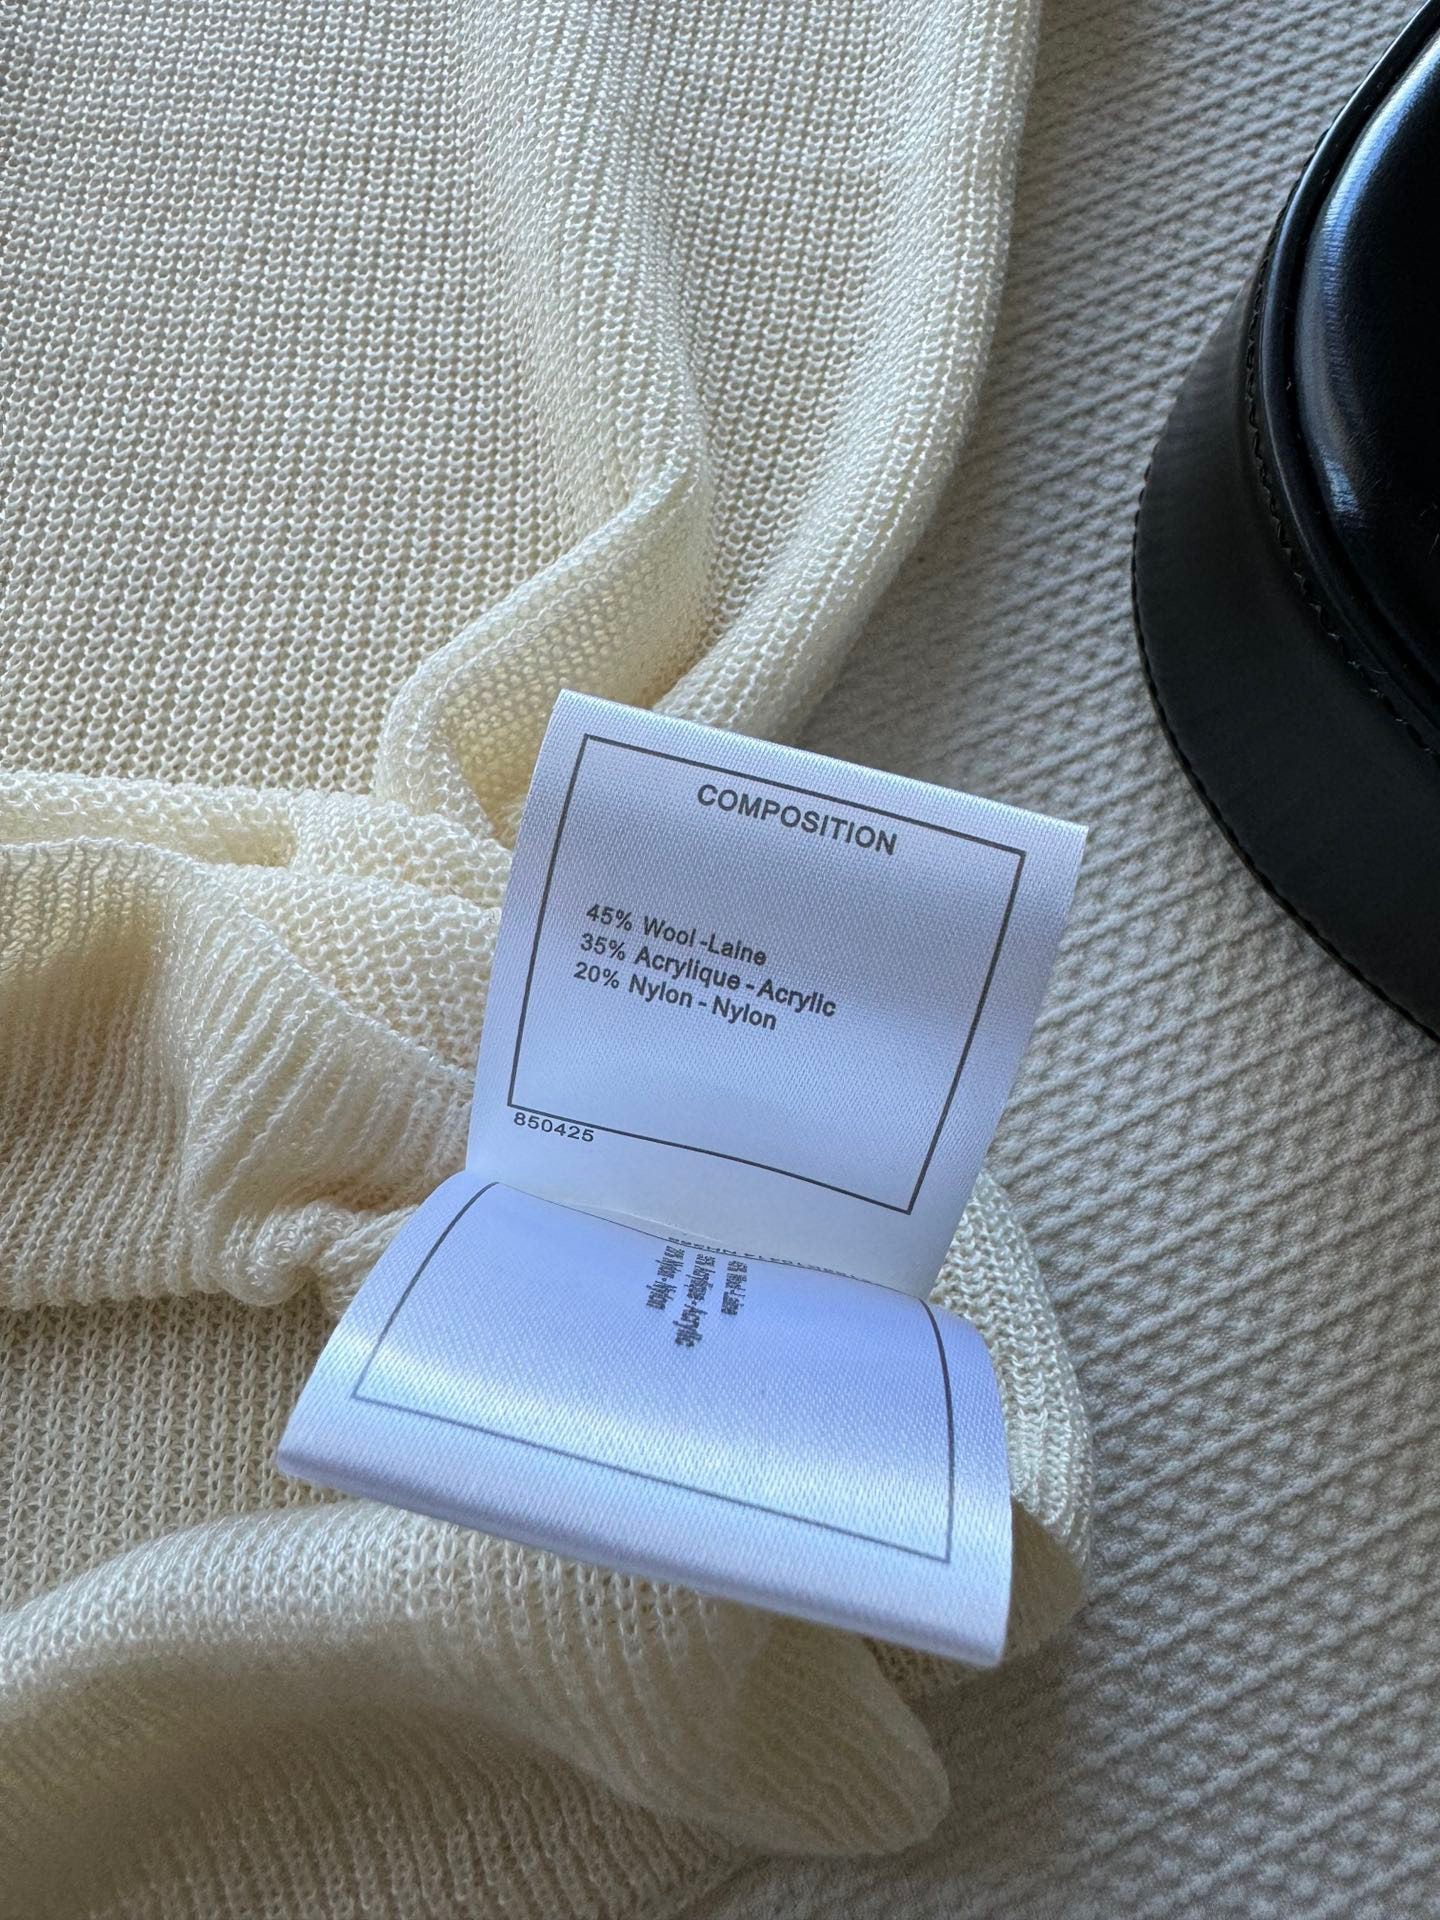 COMPOSITION
45% Wool-Laine
35% Acrylique-Acrylic
20% Nylon-Nylon
850425